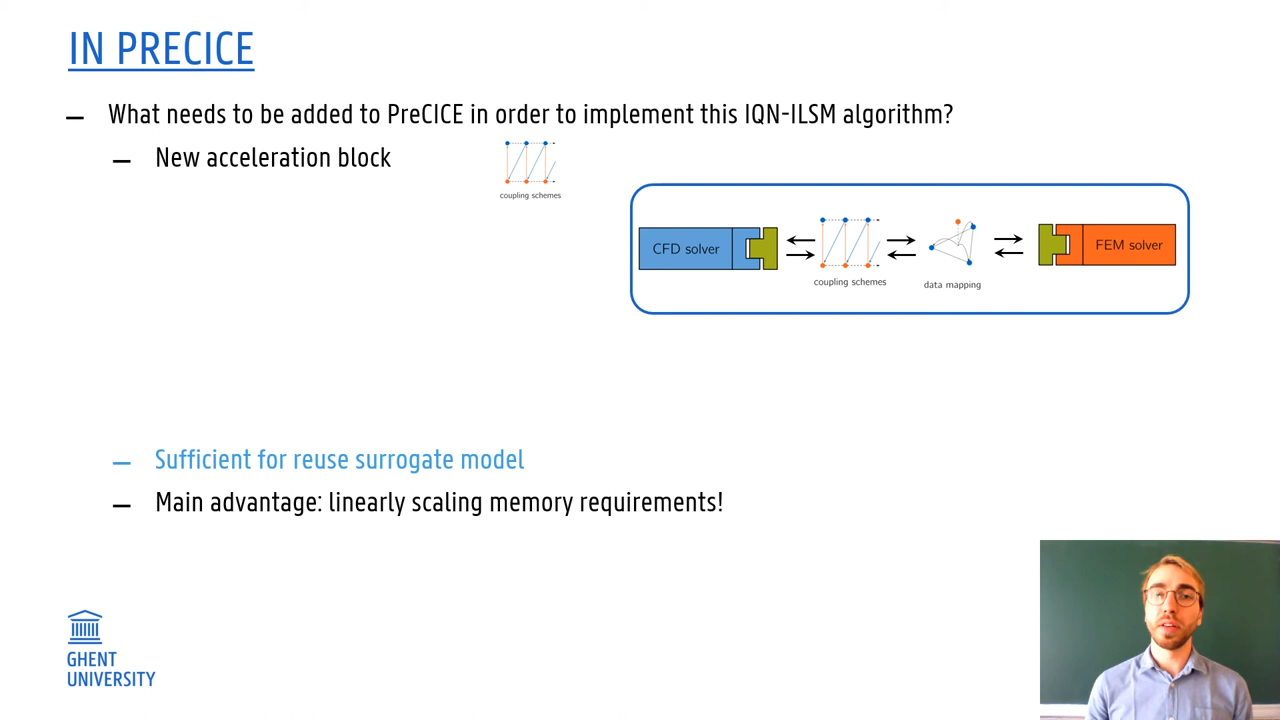 IN PRECICE
— What needs to be added to PreCICE in order to implement this IQN-ILSM algorithm?
— New acceleration block
coupling schemes
CFD solver
coupling schemes
data mapping
FEM solver
— Sufficient for reuse surrogate model
— Main advantage: linearly scaling memory requirements!
GHENT
UNIVERSITY